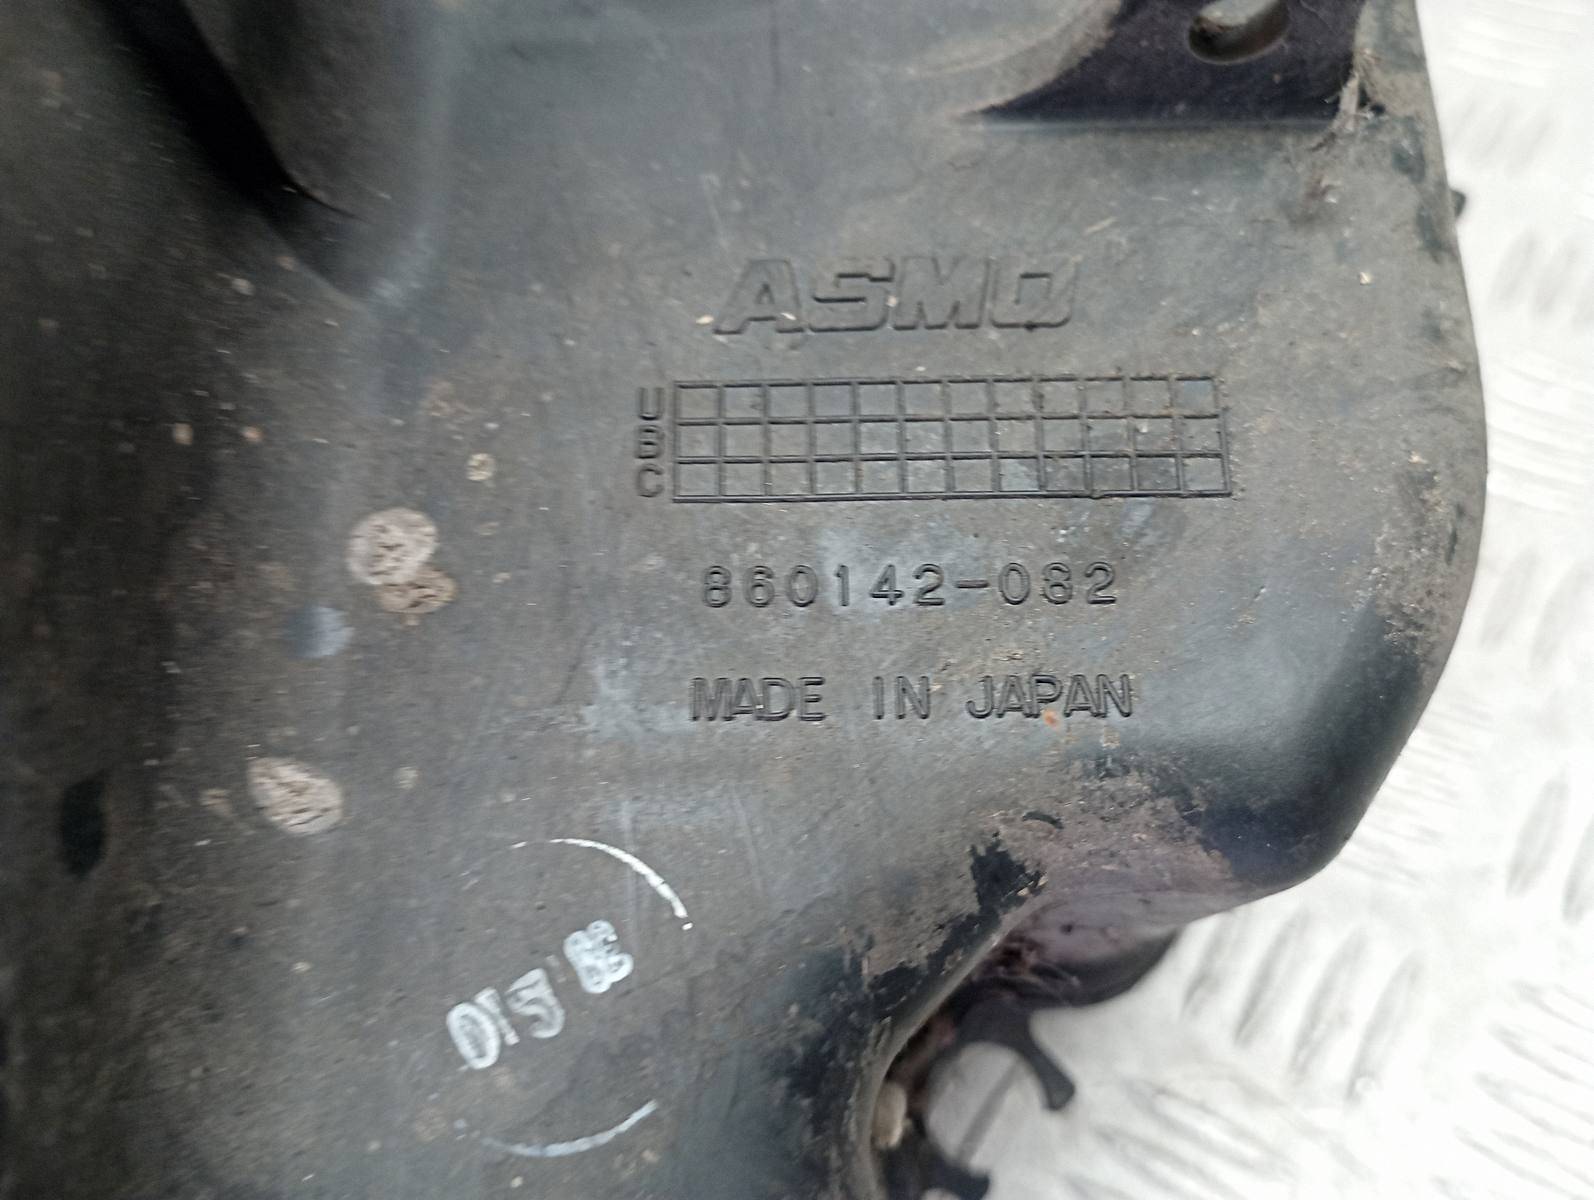 ASMO
U
B
C
860142-082
MADE IN JAPAN